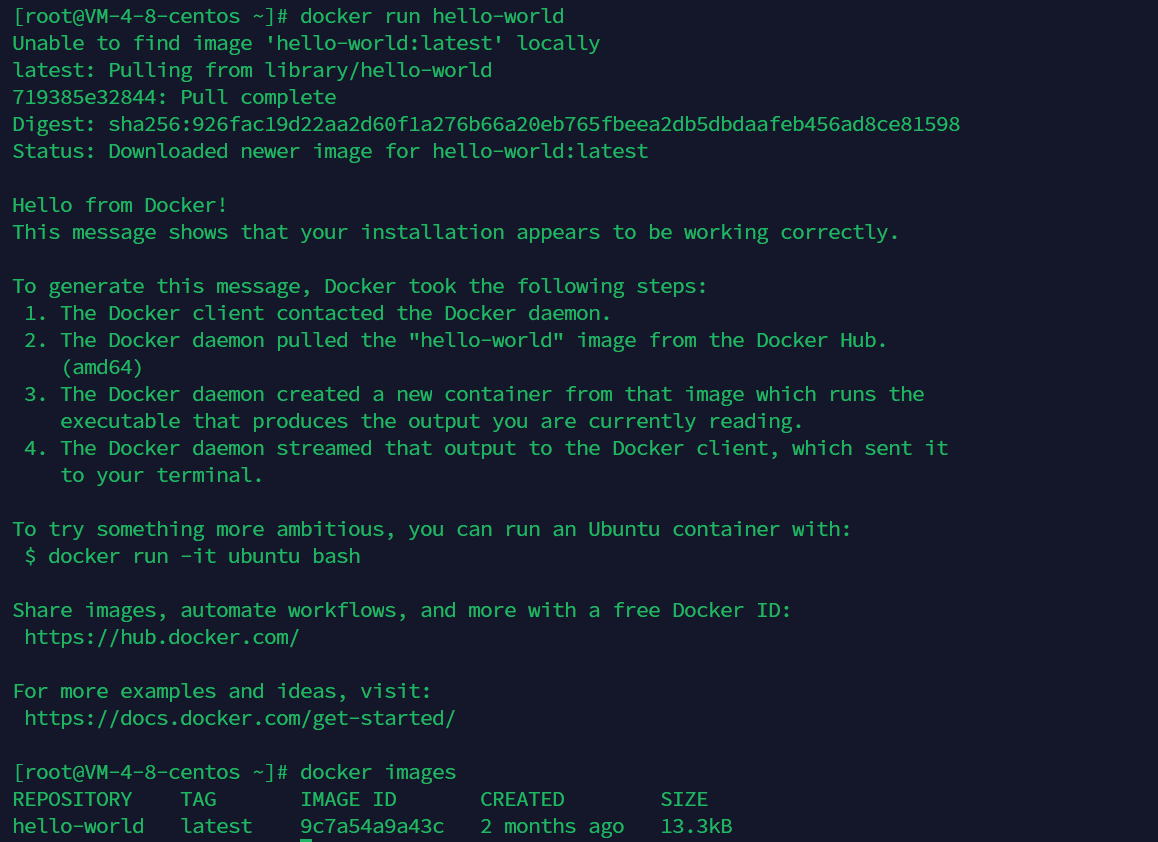 [root@VM-4-8-centos ~]# docker run hello-world
Unable to find image 'hello-world:latest' locally
latest: Pulling from library/hello-world
719385e32844: Pull complete
Digest: sha256:926fac19d22aa2d60f1a276b66a20eb765fbeea2db5dbdaafeb456ad8ce81598
Status: Downloaded newer image for hello-world:latest

Hello from Docker!
This message shows that your installation appears to be working correctly.

To generate this message, Docker took the following steps:
 1. The Docker client contacted the Docker daemon.
 2. The Docker daemon pulled the "hello-world" image from the Docker Hub.
    (amd64)
 3. The Docker daemon created a new container from that image which runs the
    executable that produces the output you are currently reading.
 4. The Docker daemon streamed that output to the Docker client, which sent it
    to your terminal.

To try something more ambitious, you can run an Ubuntu container with:
 $ docker run -it ubuntu bash

Share images, automate workflows, and more with a free Docker ID:
 https://hub.docker.com/

For more examples and ideas, visit:
 https://docs.docker.com/get-started/

[root@VM-4-8-centos ~]# docker images
REPOSITORY    TAG       IMAGE ID       CREATED        SIZE
hello-world   latest    9c7a54a9a43c   2 months ago   13.3kB